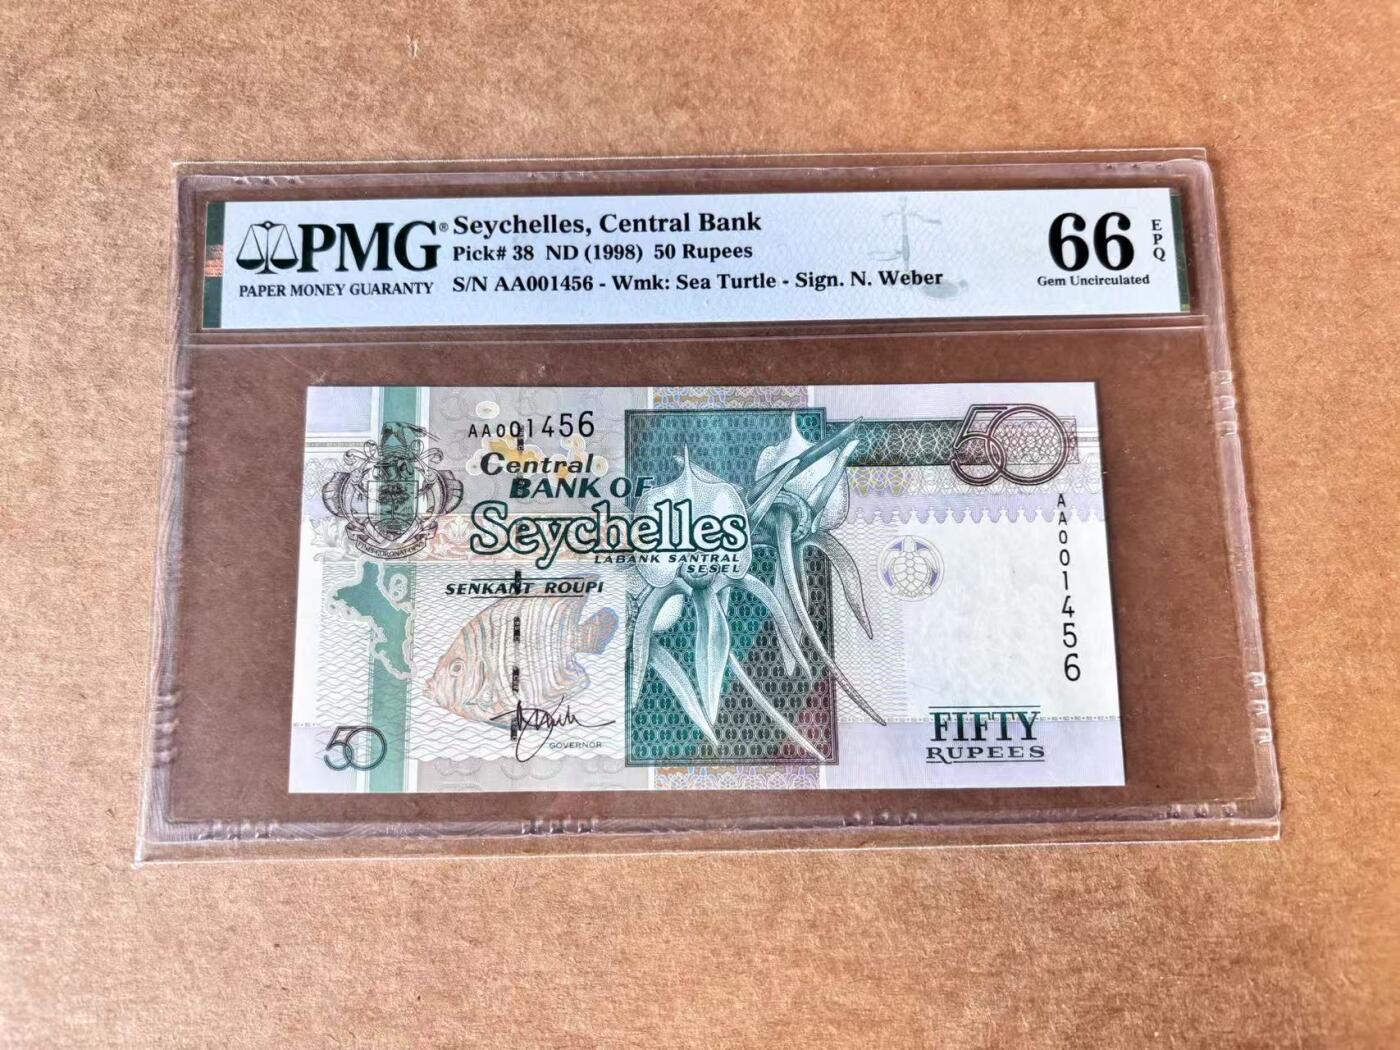 PMG®
PAPER MONEY GUARANTY
Seychelles, Central Bank
Pick# 38 ND (1998) 50 Rupees
S/N AA001456 - Wmk: Sea Turtle - Sign. N. Weber
66
EPQ
Gem Uncirculated
AA001456
Central
BANK OF
Seychelles
LABANK SANTRAL
SESEL
SENKANT ROUPI
50
AA001456
GOVERNOR
50
FIFTY
RUPEES